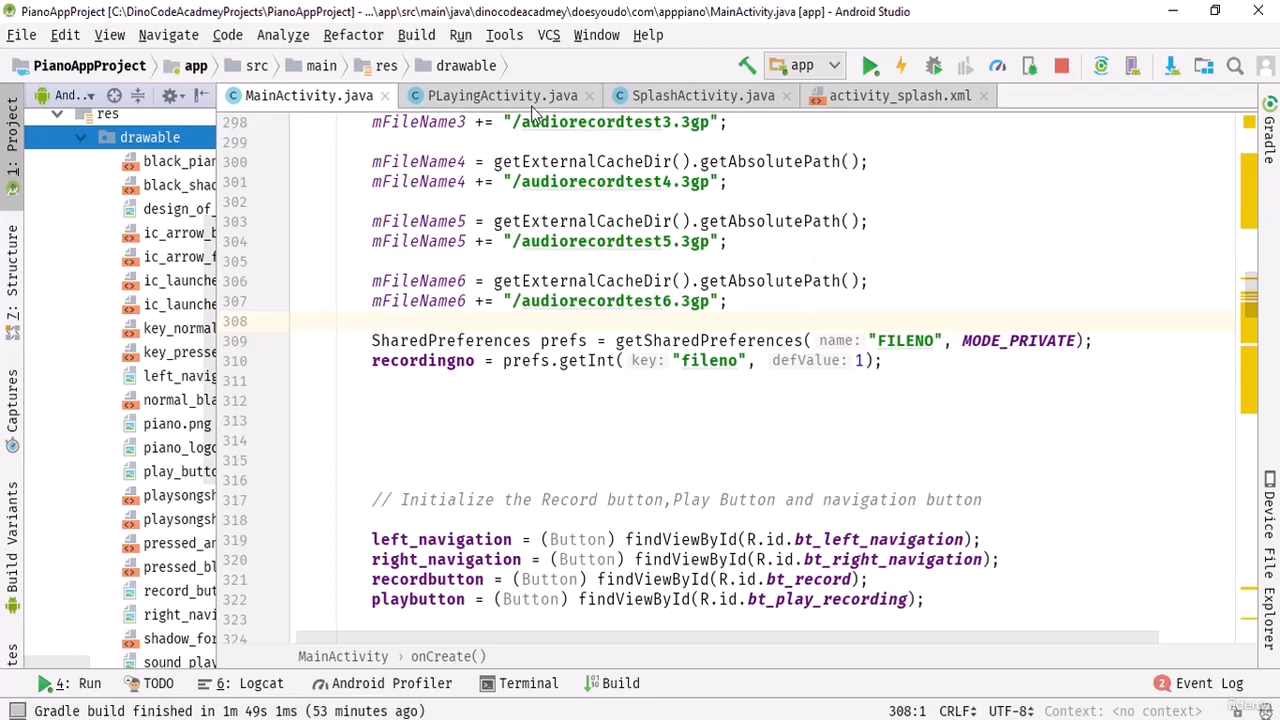 PianoAppProject [C:\DinoCodeAcadmeyProjects\PianoAppProject] - ...\app\src\main\java\dinocodeacadmey\doesyoudo\com\apppiano\MainActivity.java [app] - Android Studio
File Edit View Navigate Code Analyze Refactor Build Run Tools VCS Window Help
PianoAppProject app src main res drawable app
And.. MainActivity.java PLayingActivity.java SplashActivity.java activity_splash.xml
1: Project
Z: Structure
Captures
Build Variants
res
drawable
black_pian
black_shad
design_of_
ic_arrow_b
ic_arrow_f
ic_launche
ic_launche
key_norma
key_presse
left_navig
normal_bla
piano.png
piano_logo
play_butto
playsongsh
playsongsh
pressed_an
pressed_bl
record_but
right_navi
shadow_for
sound_play
298 mFileName3 += "/audiorecordtest3.3gp";
299
300 mFileName4 = getExternalCacheDir().getAbsolutePath();
301 mFileName4 += "/audiorecordtest4.3gp";
302
303 mFileName5 = getExternalCacheDir().getAbsolutePath();
304 mFileName5 += "/audiorecordtest5.3gp";
305
306 mFileName6 = getExternalCacheDir().getAbsolutePath();
307 mFileName6 += "/audiorecordtest6.3gp";
308
309 SharedPreferences prefs = getSharedPreferences( name: "FILENO", MODE_PRIVATE);
310 recordingno = prefs.getInt( key: "fileno", defValue: 1);
311
312
313
314
315
316
317 // Initialize the Record button,Play Button and navigation button
318
319 left_navigation = (Button) findViewById(R.id.bt_left_navigation);
320 right_navigation = (Button) findViewById(R.id.bt_right_navigation);
321 recordbutton = (Button) findViewById(R.id.bt_record);
322 playbutton = (Button) findViewById(R.id.bt_play_recording);
323
324
Gradle
Device File Explorer
MainActivity › onCreate()
4: Run TODO 6: Logcat Android Profiler Terminal Build 2 Event Log
Gradle build finished in 1m 49s 1ms (53 minutes ago) 308:1 CRLF UTF-8 Context: <no context>